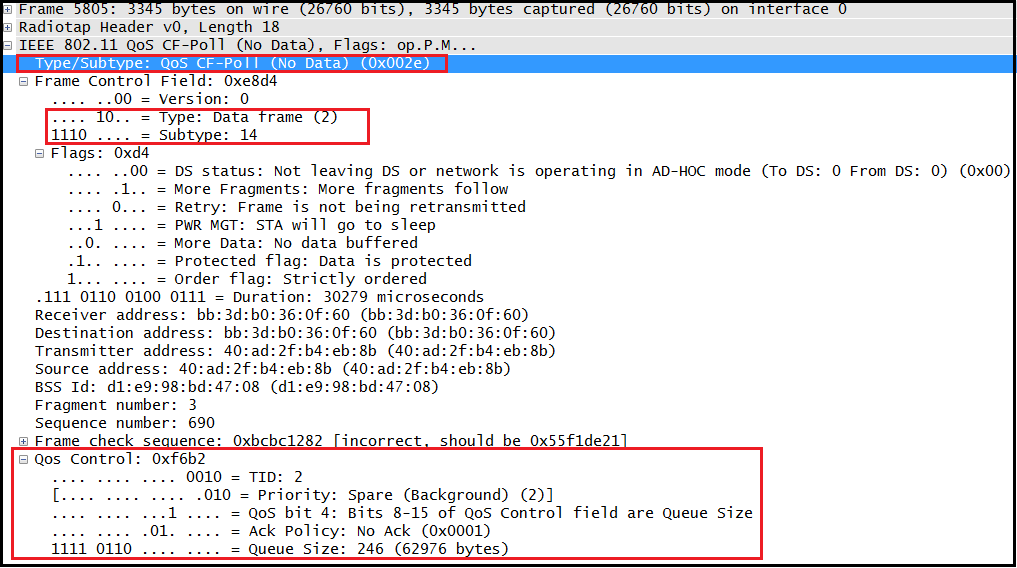 Frame 5805: 3345 bytes on wire (26760 bits), 3345 bytes captured (26760 bits) on interface 0
Radiotap Header v0, Length 18
IEEE 802.11 QoS CF-Poll (No Data), Flags: op.P.M...
Type/Subtype: QoS CF-Poll (No Data) (0x002e)
Frame Control Field: 0xe8d4
.... ..00 = Version: 0
.... 10.. = Type: Data frame (2)
1110 .... = Subtype: 14
Flags: 0xd4
.... ..00 = DS status: Not leaving DS or network is operating in AD-HOC mode (To DS: 0 From DS: 0) (0x00)
.... .1.. = More Fragments: More fragments follow
.... 0... = Retry: Frame is not being retransmitted
...1 .... = PWR MGT: STA will go to sleep
..0. .... = More Data: No data buffered
.1.. .... = Protected flag: Data is protected
1... .... = Order flag: Strictly ordered
.111 0110 0100 0111 = Duration: 30279 microseconds
Receiver address: bb:3d:b0:36:0f:60 (bb:3d:b0:36:0f:60)
Destination address: bb:3d:b0:36:0f:60 (bb:3d:b0:36:0f:60)
Transmitter address: 40:ad:2f:b4:eb:8b (40:ad:2f:b4:eb:8b)
Source address: 40:ad:2f:b4:eb:8b (40:ad:2f:b4:eb:8b)
BSS Id: d1:e9:98:bd:47:08 (d1:e9:98:bd:47:08)
Fragment number: 3
Sequence number: 690
Frame check sequence: 0xbcbc1282 [incorrect, should be 0x55f1de21]
Qos Control: 0xf6b2
.... .... .... 0010 = TID: 2
[.... .... .... .010 = Priority: Spare (Background) (2)]
.... .... ...1 .... = QoS bit 4: Bits 8-15 of QoS Control field are Queue Size
.... .... .01. .... = Ack Policy: No Ack (0x0001)
1111 0110 .... .... = Queue Size: 246 (62976 bytes)